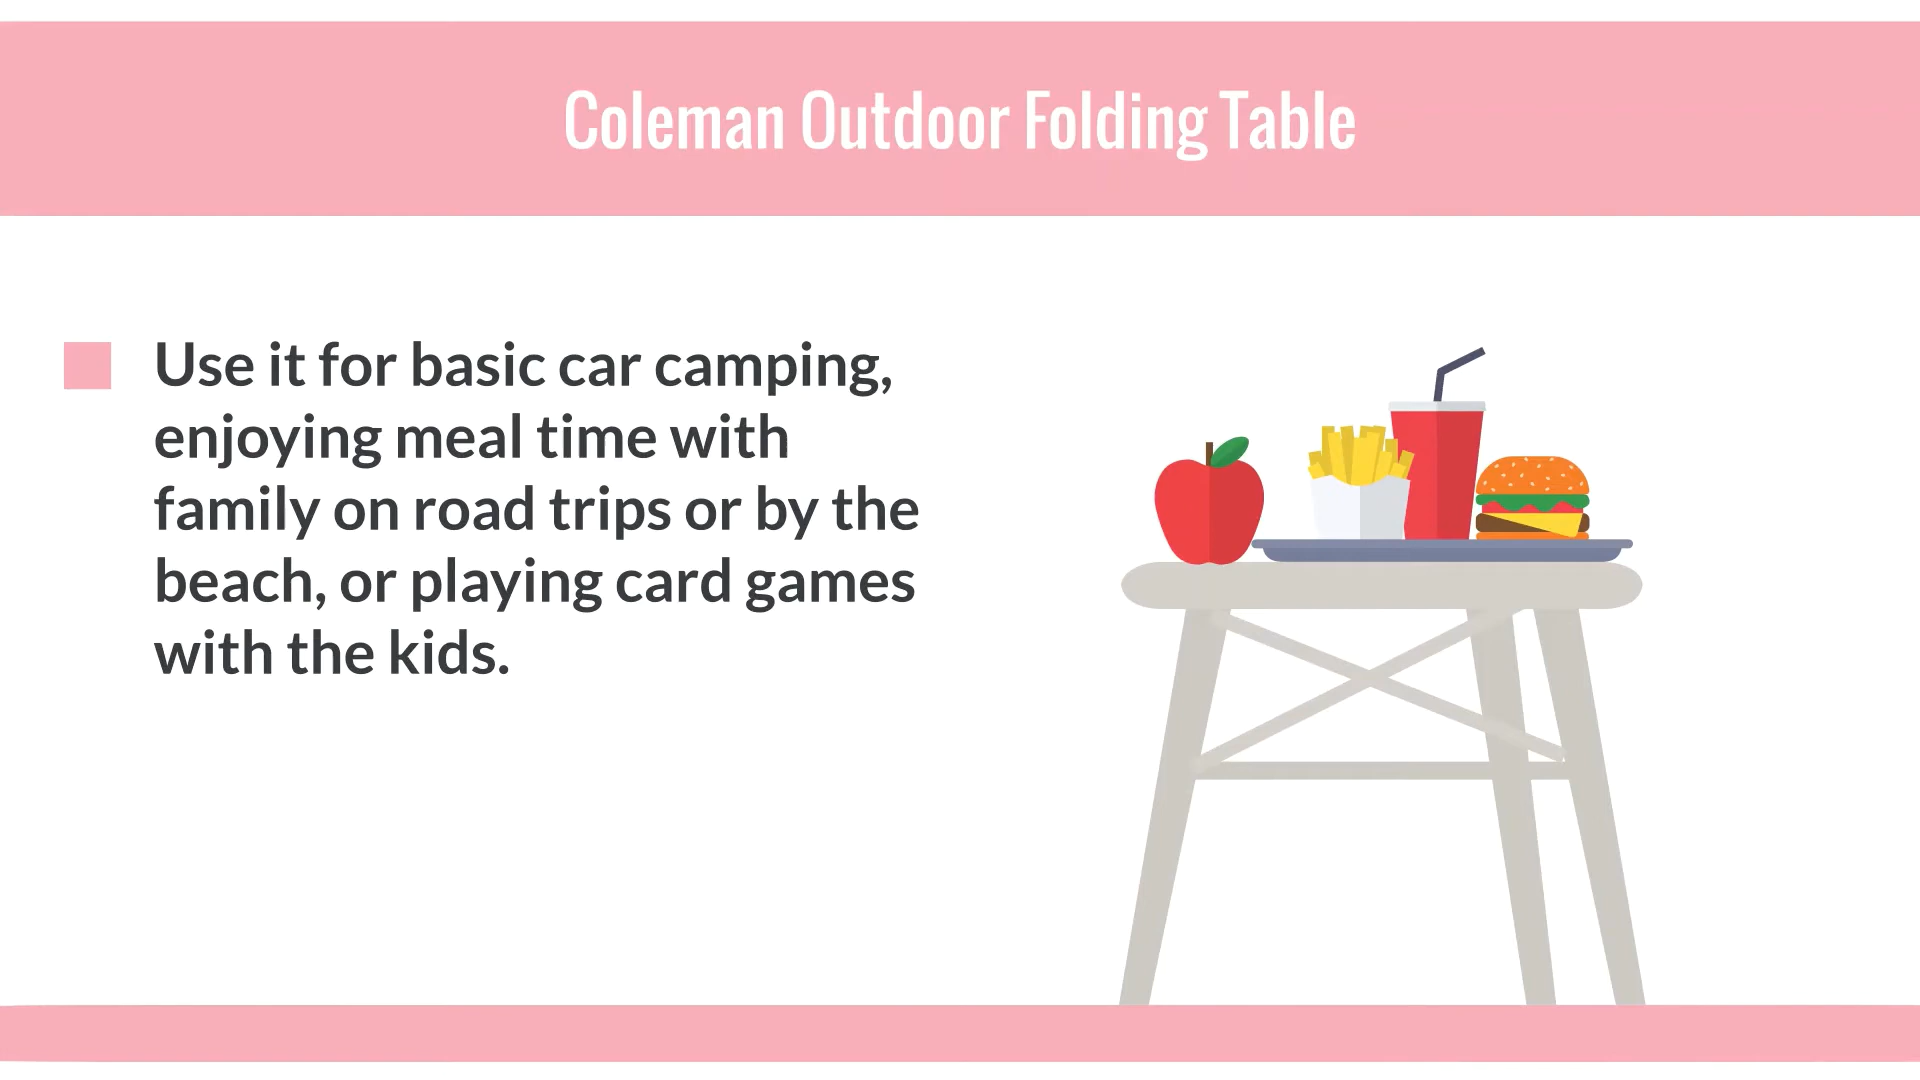 Coleman Outdoor Folding Table
Use it for basic car camping,
enjoying meal time with
family on road trips or by the
beach, or playing card games
with the kids.